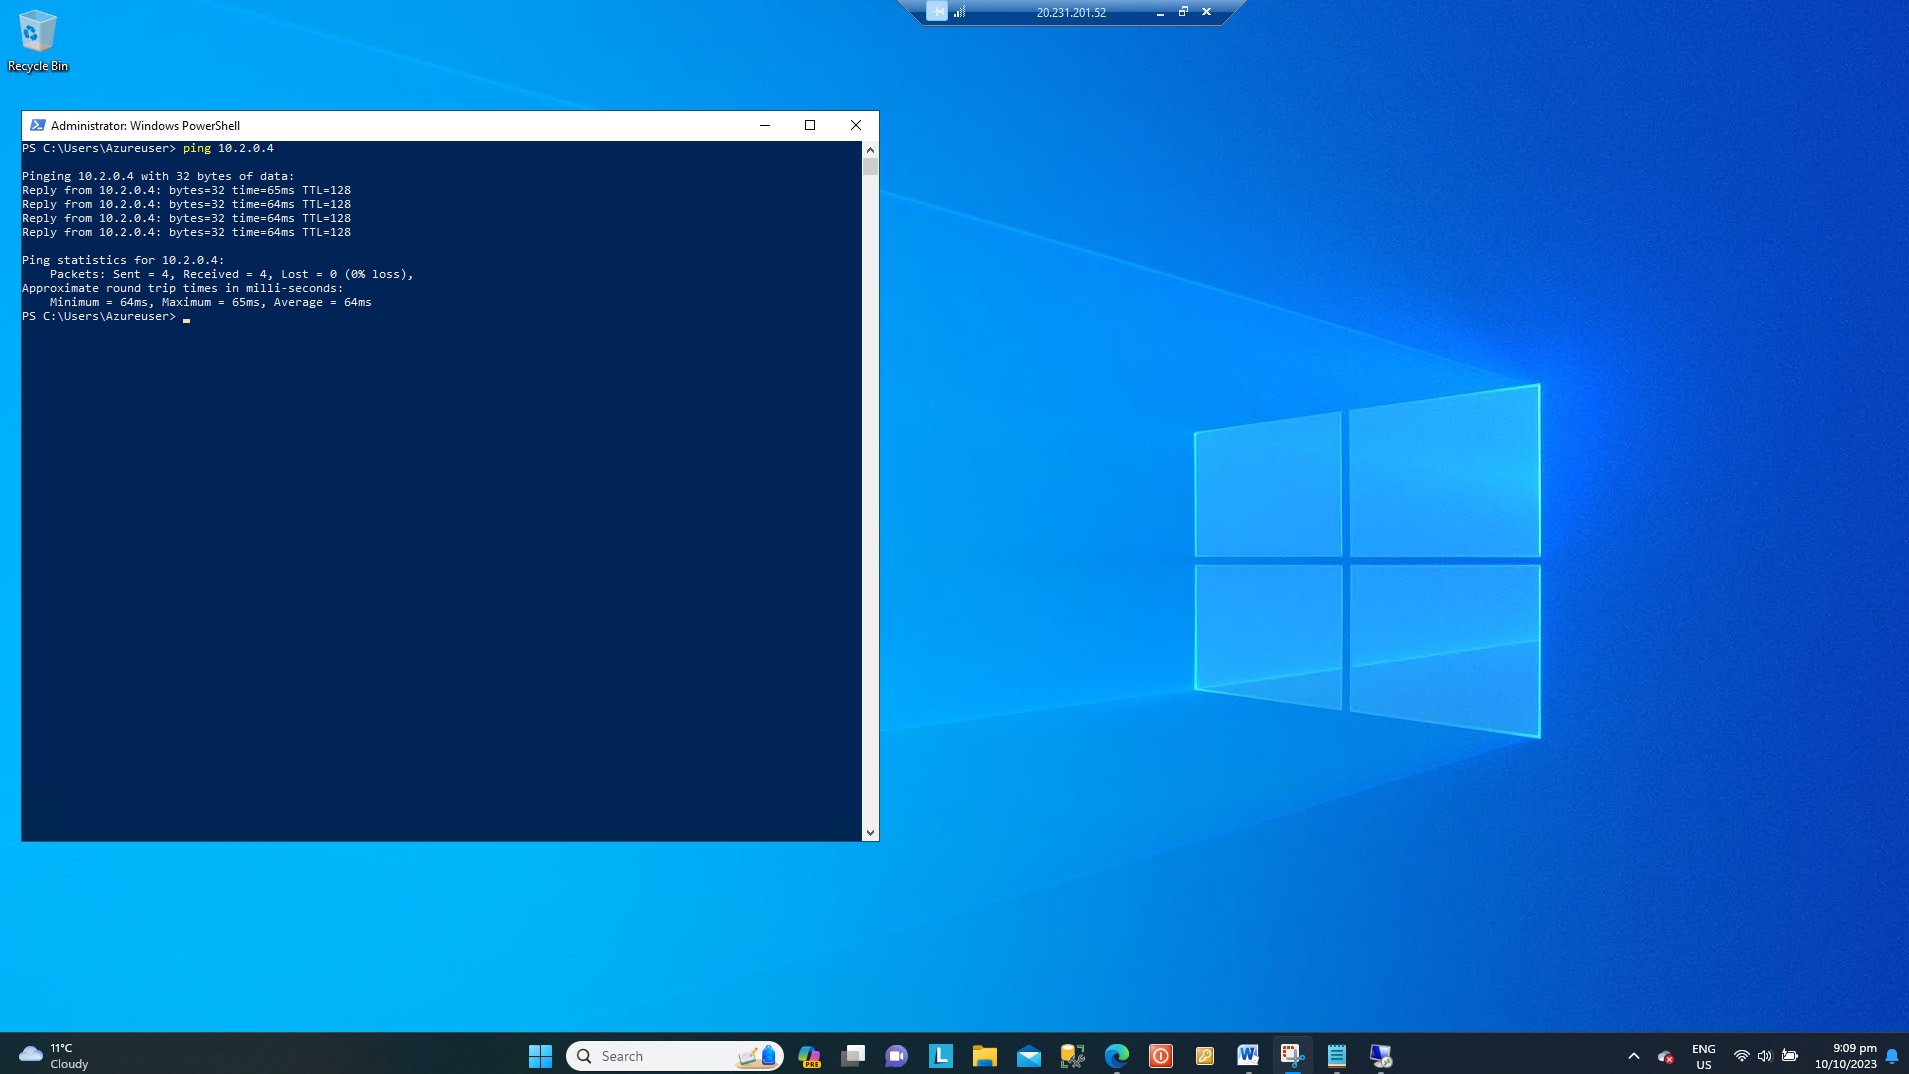 20.231.201.52
Recycle Bin
Administrator: Windows PowerShell
PS C:\Users\Azureuser> ping 10.2.0.4
Pinging 10.2.0.4 with 32 bytes of data:
Reply from 10.2.0.4: bytes=32 time=65ms TTL=128
Reply from 10.2.0.4: bytes=32 time=64ms TTL=128
Reply from 10.2.0.4: bytes=32 time=64ms TTL=128
Reply from 10.2.0.4: bytes=32 time=64ms TTL=128
Ping statistics for 10.2.0.4:
Packets: Sent = 4, Received = 4, Lost = 0 (0% loss),
Approximate round trip times in milli-seconds:
Minimum = 64ms, Maximum = 65ms, Average = 64ms
PS C:\Users\Azureuser>
11°C
Cloudy
Search
PRE
L
W
ENG
US
9:09 pm
10/10/2023